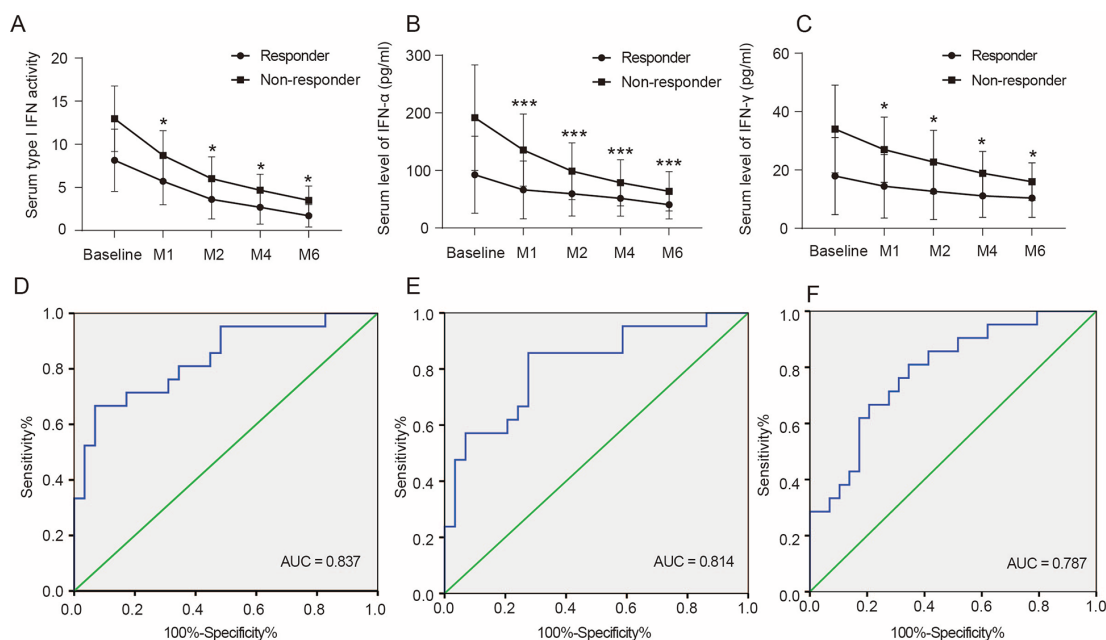 A
Serum type I IFN activity
20
15
10
5
0
Responder
Non-responder
* * * *
Baseline M1 M2 M4 M6
B
Serum level of IFN-α (pg/ml)
300
200
100
0
Responder
Non-responder
*** *** *** ***
Baseline M1 M2 M4 M6
C
Serum level of IFN-γ (pg/ml)
60
40
20
0
Responder
Non-responder
* * * *
Baseline M1 M2 M4 M6
D
Sensitivity%
1.0
0.8
0.6
0.4
0.2
0.0
AUC = 0.837
0.0 0.2 0.4 0.6 0.8 1.0
100%-Specificity%
E
Sensitivity%
1.0
0.8
0.6
0.4
0.2
0.0
AUC = 0.814
0.0 0.2 0.4 0.6 0.8 1.0
100%-Specificity%
F
Sensitivity%
1.0
0.8
0.6
0.4
0.2
0.0
AUC = 0.787
0.0 0.2 0.4 0.6 0.8 1.0
100%-Specificity%